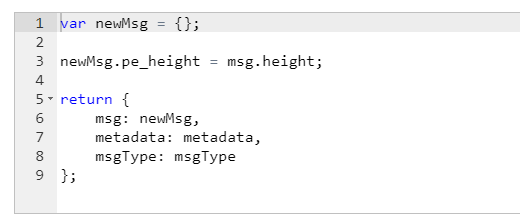 1 var newMsg = {};
2
3 newMsg.pe_height = msg.height;
4
5 return {
6     msg: newMsg,
7     metadata: metadata,
8     msgType: msgType
9 };